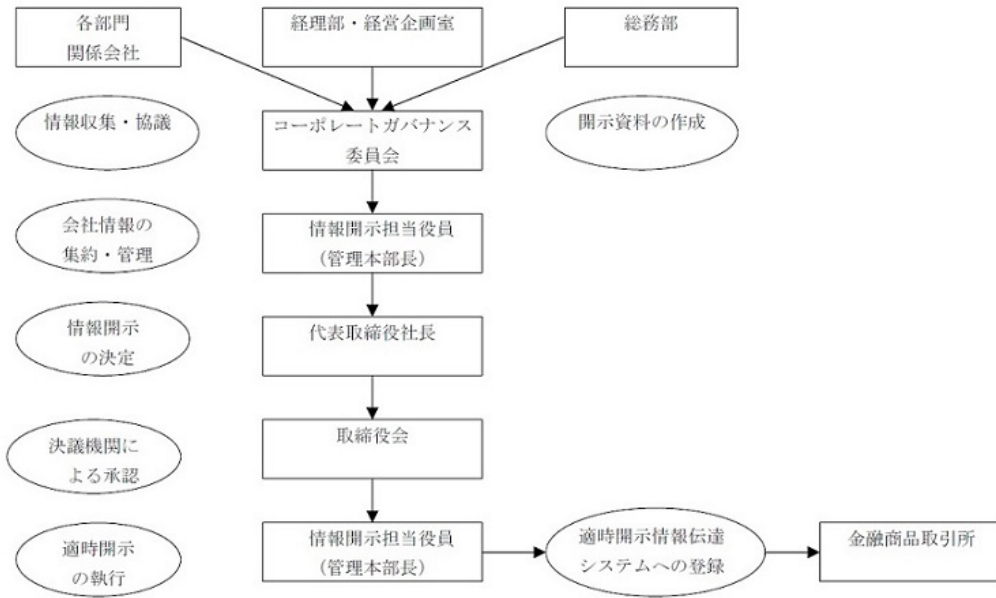 各部門
関係会社
経理部・経営企画室
総務部
情報収集・協議
コーポレートガバナンス
委員会
開示資料の作成
会社情報の
集約・管理
情報開示担当役員
(管理本部長)
情報開示
の決定
代表取締役社長
決議機関に
よる承認
取締役会
適時開示
の執行
情報開示担当役員
(管理本部長)
適時開示情報伝達
システムへの登録
金融商品取引所